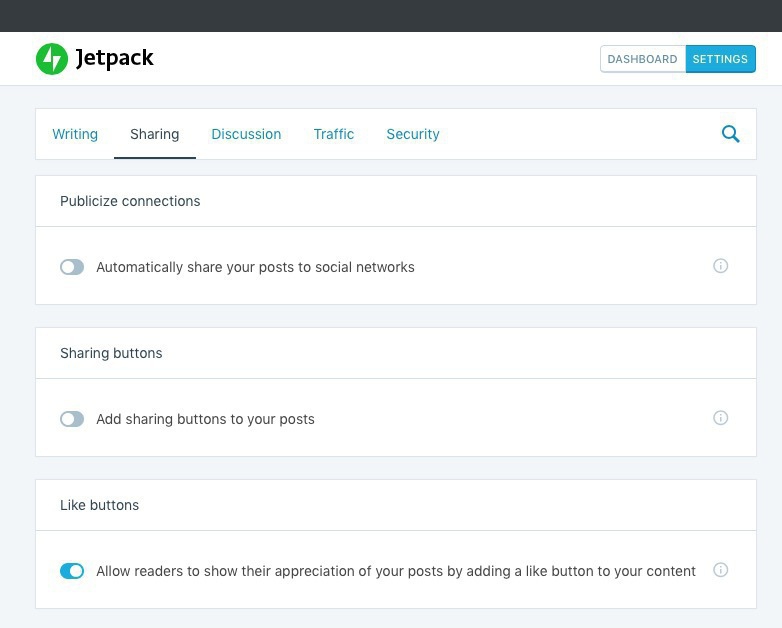 Jetpack
DASHBOARD SETTINGS
Writing Sharing Discussion Traffic Security
Publicize connections
Automatically share your posts to social networks
Sharing buttons
Add sharing buttons to your posts
Like buttons
Allow readers to show their appreciation of your posts by adding a like button to your content